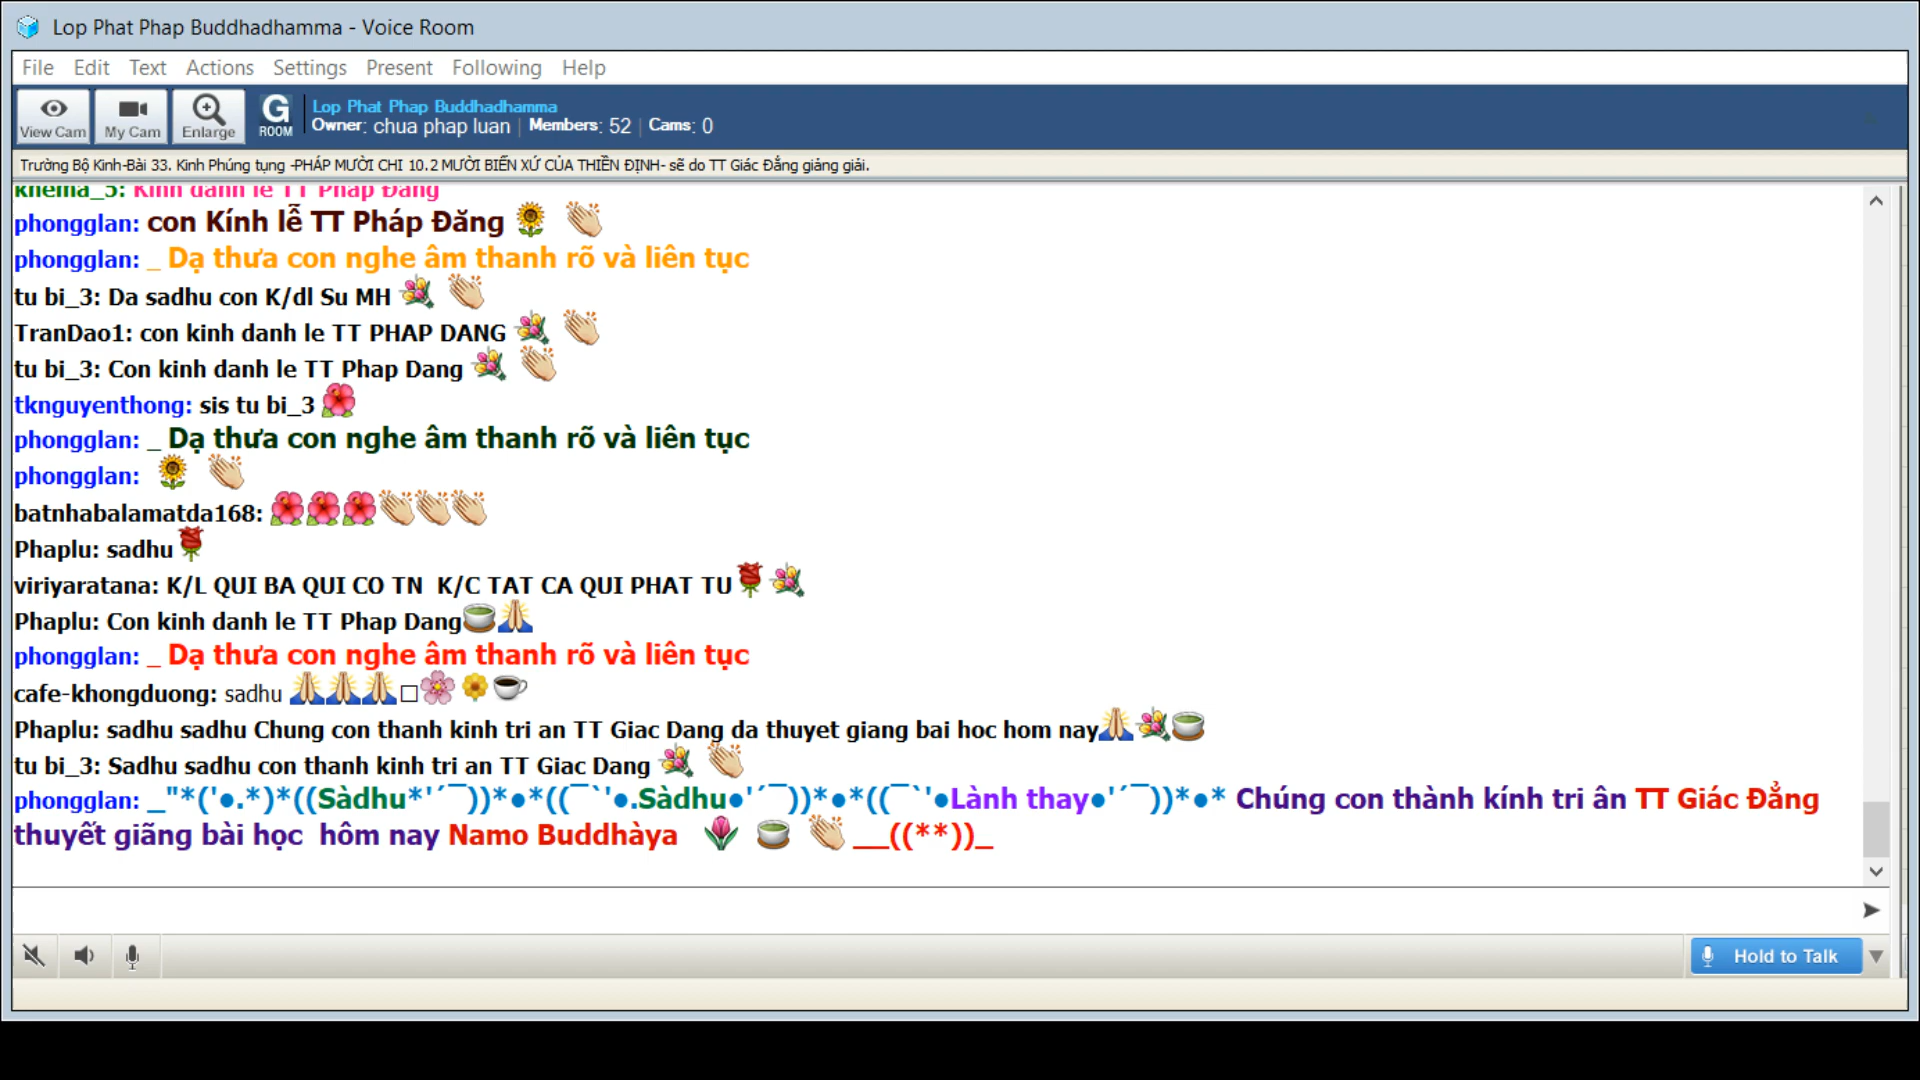 Lop Phat Phap Buddhadhamma - Voice Room
File Edit Text Actions Settings Present Following Help
View Cam My Cam Enlarge G ROOM
Lop Phat Phap Buddhadhamma
Owner: chua phap luan | Members: 52 | Cams: 0
Trường Bộ Kinh-Bài 33. Kinh Phúng tụng -PHÁP MƯỜI CHI 10.2 MƯỜI BIẾN XỨ CỦA THIỀN ĐỊNH- sẽ do TT Giác Đẳng giảng giải.
khema_5: Kinh danh le TT Phap Đang
phongglan: con Kính lễ TT Pháp Đăng
phongglan: _ Dạ thưa con nghe âm thanh rõ và liên tục
tu bi_3: Da sadhu con K/dl Su MH
TranDao1: con kinh danh le TT PHAP DANG
tu bi_3: Con kinh danh le TT Phap Dang
tknguyenthong: sis tu bi_3
phongglan: _ Dạ thưa con nghe âm thanh rõ và liên tục
phongglan:
batnhabalamatda168:
Phaplu: sadhu
viriyaratana: K/L QUI BA QUI CO TN K/C TAT CA QUI PHAT TU
Phaplu: Con kinh danh le TT Phap Dang
phongglan: _ Dạ thưa con nghe âm thanh rõ và liên tục
cafe-khongduong: sadhu
Phaplu: sadhu sadhu Chung con thanh kinh tri an TT Giac Dang da thuyet giang bai hoc hom nay
tu bi_3: Sadhu sadhu con thanh kinh tri an TT Giac Dang
phongglan: _"*('●.*)*((Sàdhu*'´¯))*●*((¯`'●.Sàdhu●'´¯))*●*((¯`'●Lành thay●'´¯))*●* Chúng con thành kính tri ân TT Giác Đẳng
thuyết giãng bài học hôm nay Namo Buddhàya __((**))_
Hold to Talk